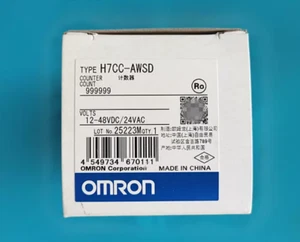 TYPE H7CC-AWSD
COUNTER 计数器
COUNT
999999
Ro
VOLTS
12-48VDC/24VAC
LOT No.25223M QTY 1
4 549734 670111
OMRON Corporation
MADE IN CHINA
OMRON